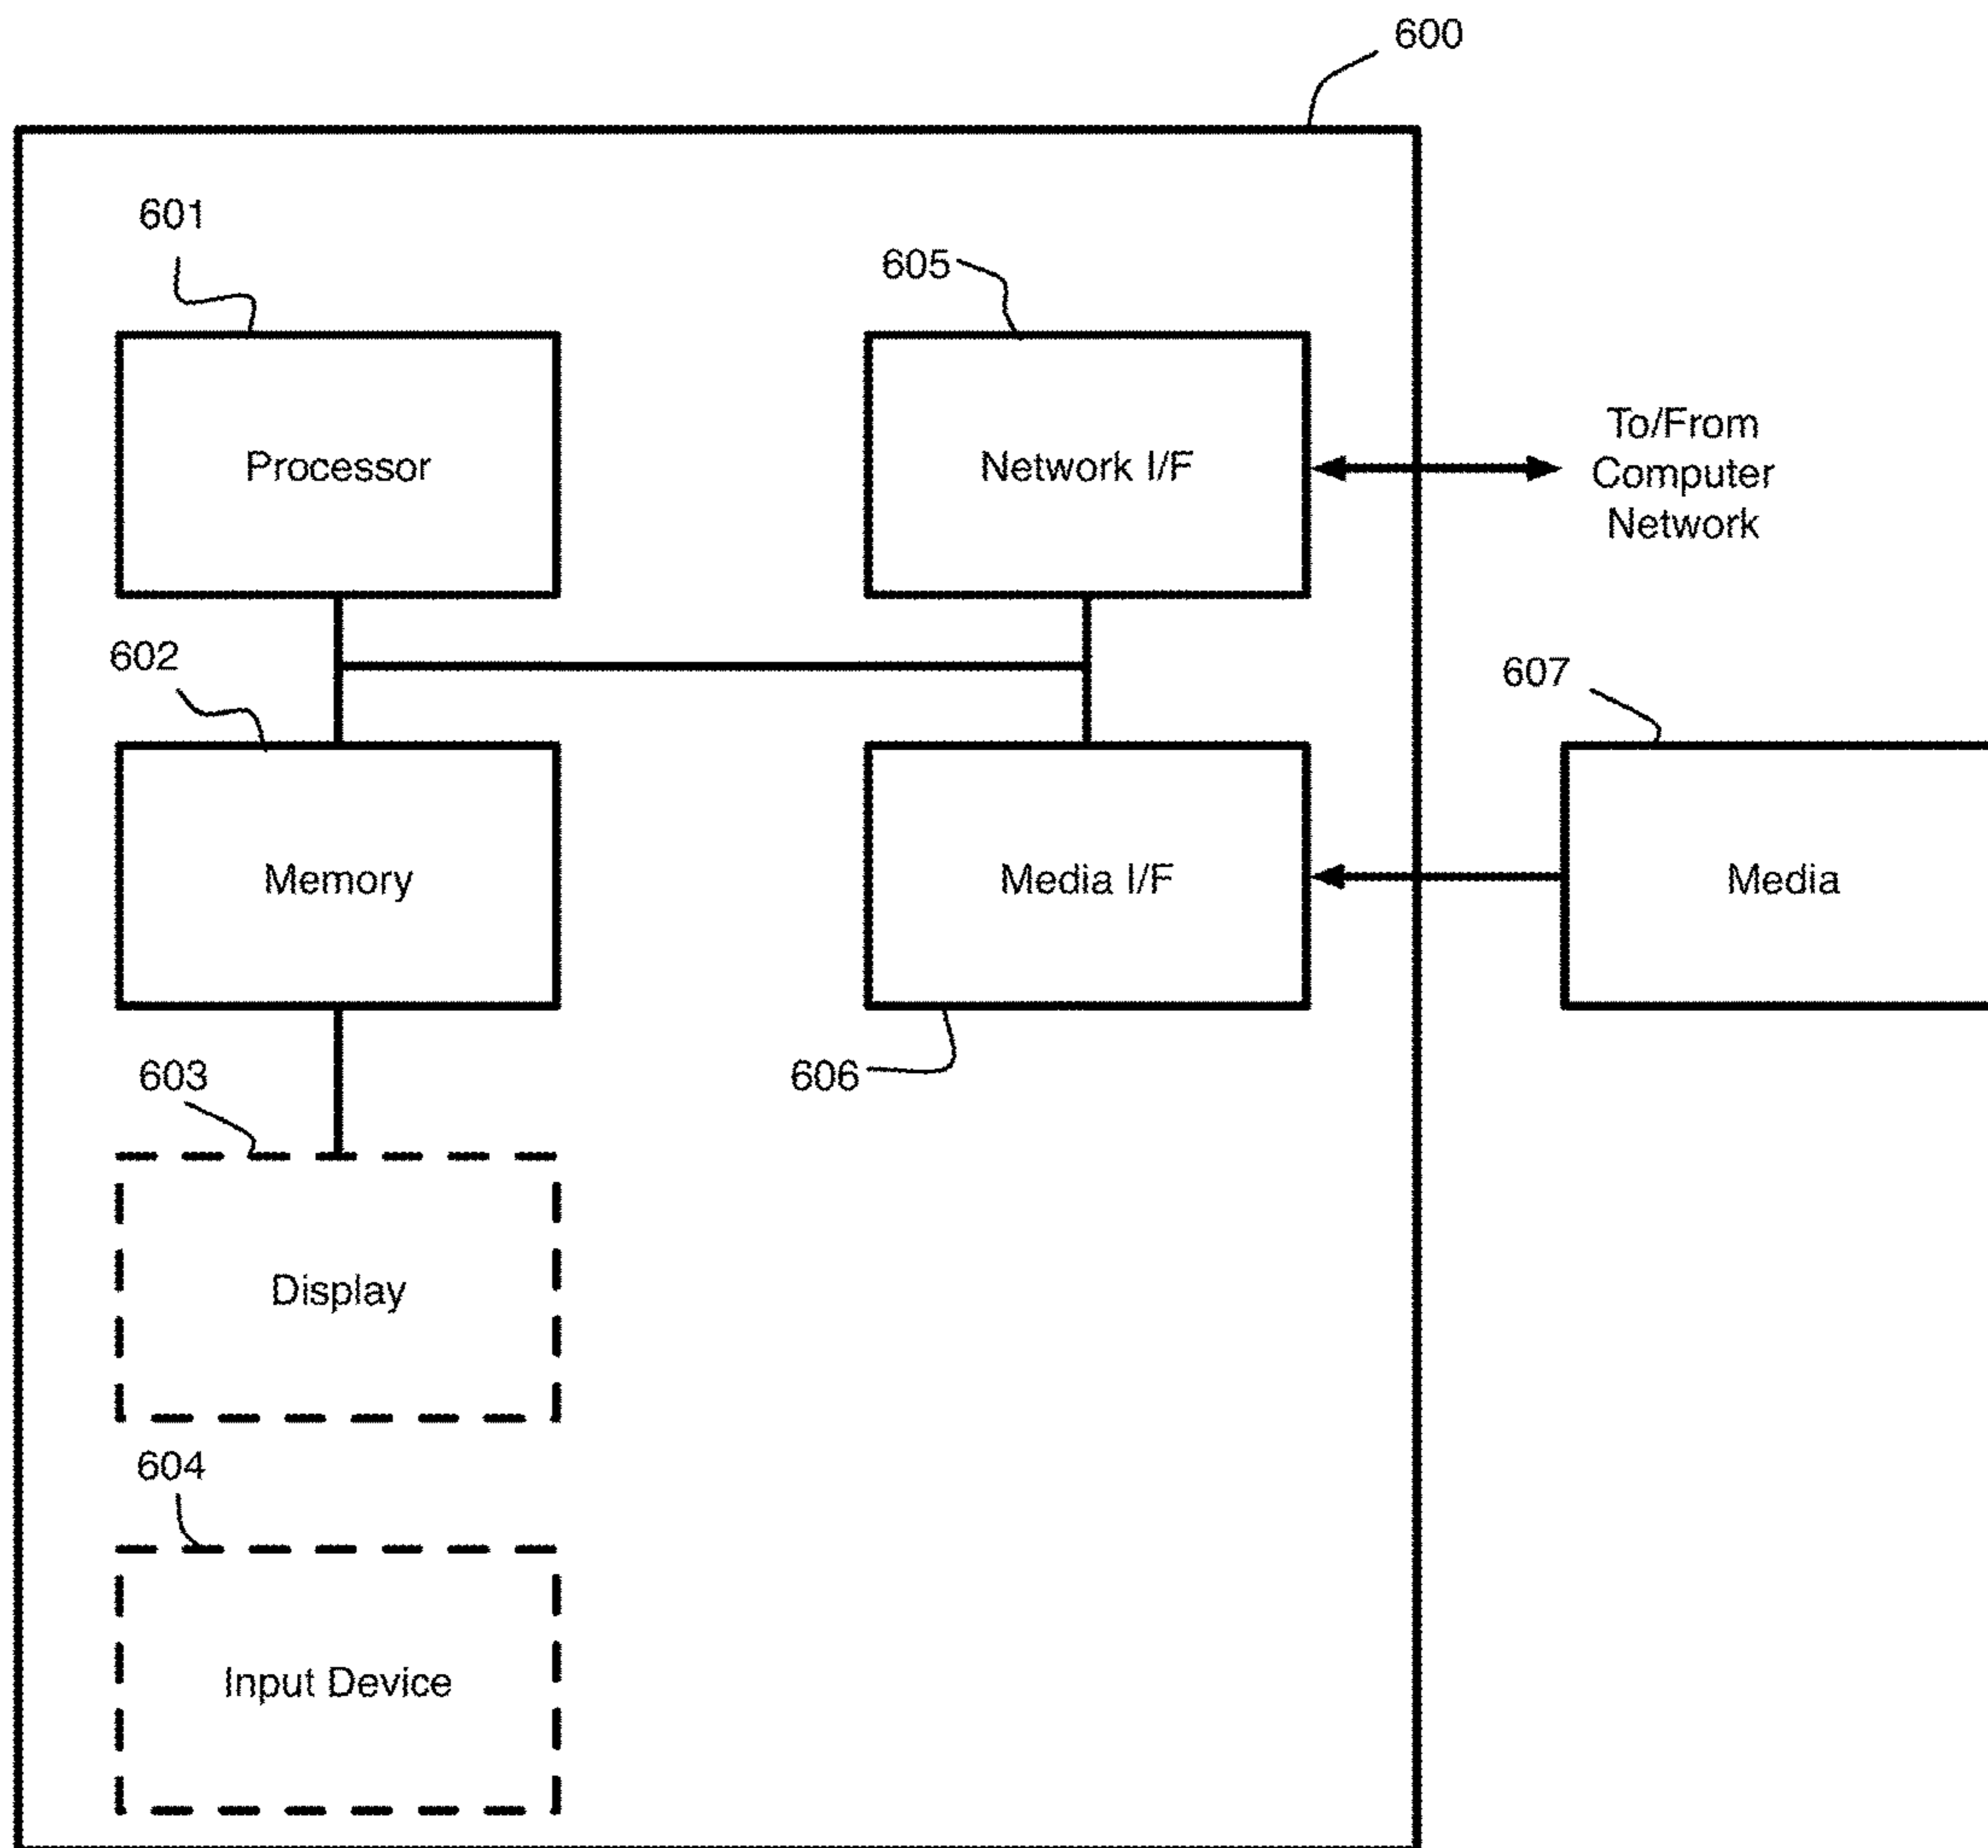 600
601
605
Processor
Network I/F
To/From
Computer
Network
602
607
Memory
Media I/F
Media
603
606
Display
604
Input Device